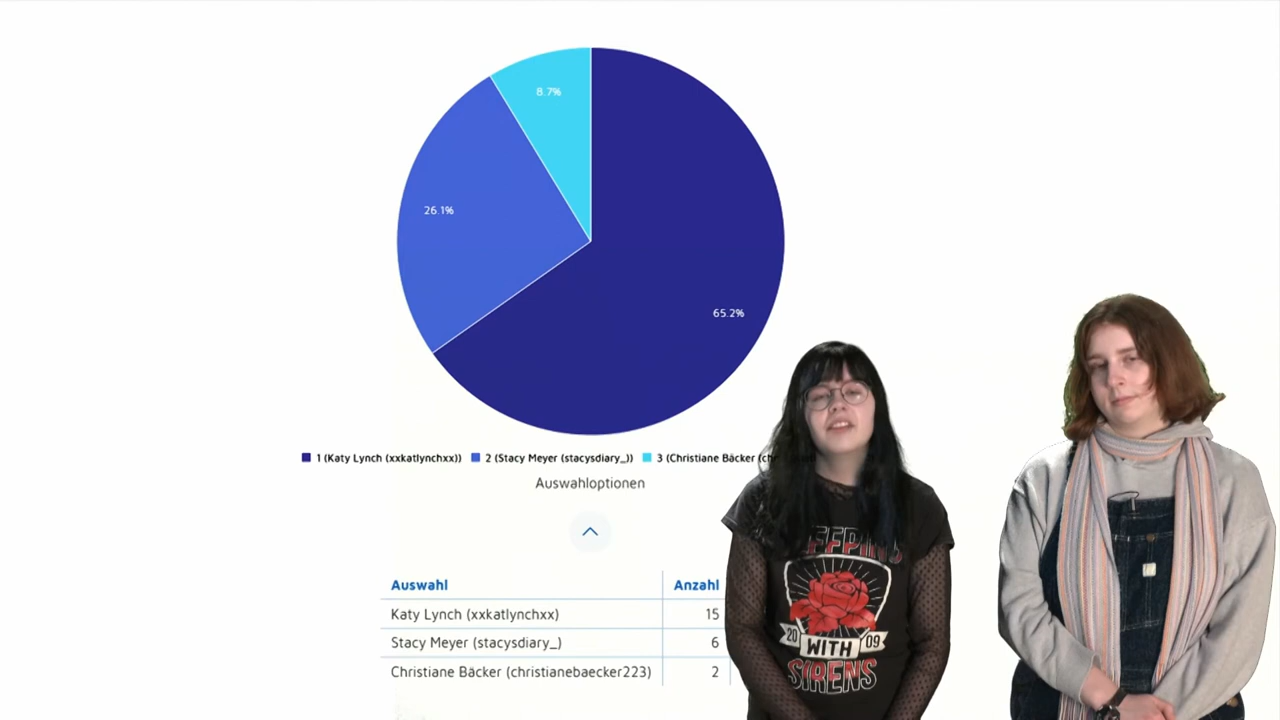 8.7%
26.1%
65.2%
1 (Katy Lynch (xxkatlynchxx)) 2 (Stacy Meyer (stacysdiary_)) 3 (Christiane Bäcker
Auswahloptionen
Auswahl Anzahl
Katy Lynch (xxkatlynchxx) 15
Stacy Meyer (stacysdiary_) 6
Christiane Bäcker (christianebaecker223) 2
20 WITH 09
SIRENS